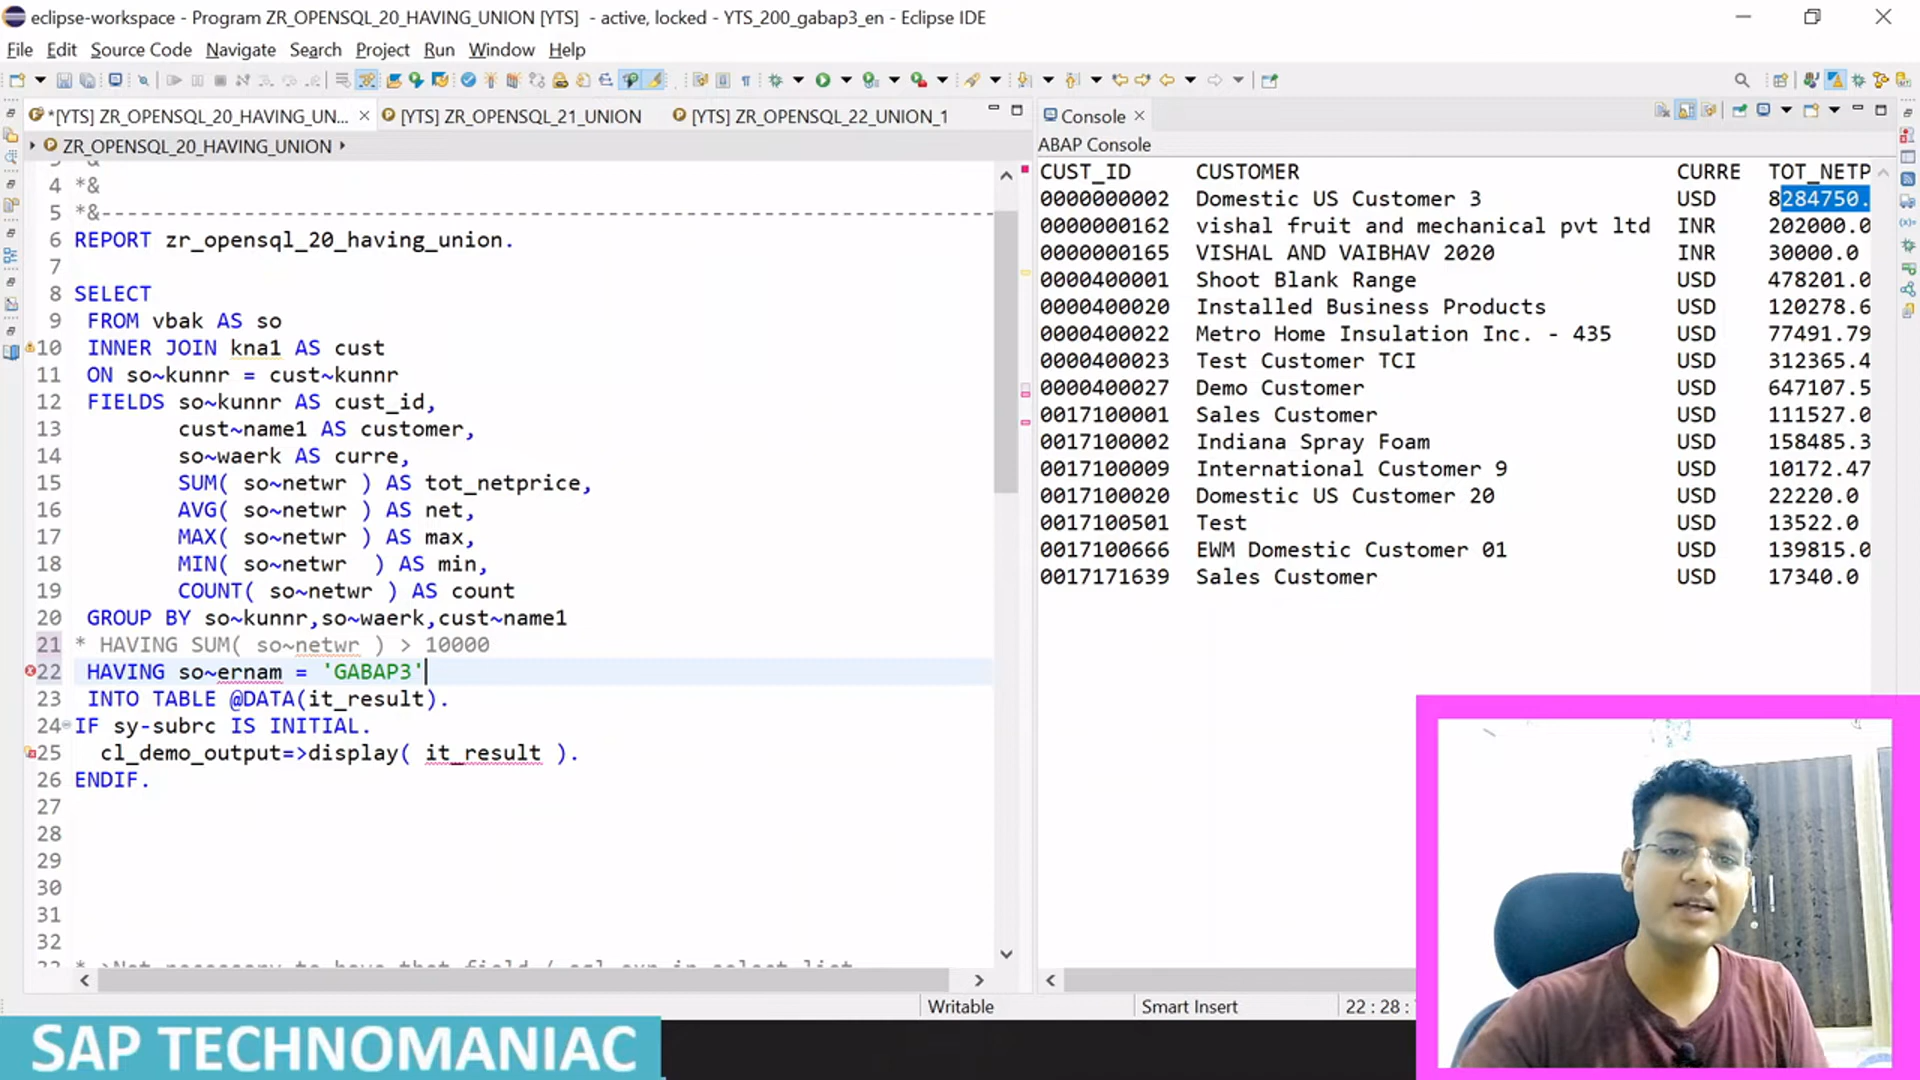 eclipse-workspace - Program ZR_OPENSQL_20_HAVING_UNION [YTS] - active, locked - YTS_200_gabap3_en - Eclipse IDE
File Edit Source Code Navigate Search Project Run Window Help
*[YTS] ZR_OPENSQL_20_HAVING_UN... [YTS] ZR_OPENSQL_21_UNION [YTS] ZR_OPENSQL_22_UNION_1
ZR_OPENSQL_20_HAVING_UNION
4 *&
5 *&---------------------------------------------------------------------
6 REPORT zr_opensql_20_having_union.
7
8 SELECT
9 FROM vbak AS so
10 INNER JOIN kna1 AS cust
11 ON so~kunnr = cust~kunnr
12 FIELDS so~kunnr AS cust_id,
13 cust~name1 AS customer,
14 so~waerk AS curre,
15 SUM( so~netwr ) AS tot_netprice,
16 AVG( so~netwr ) AS net,
17 MAX( so~netwr ) AS max,
18 MIN( so~netwr  ) AS min,
19 COUNT( so~netwr ) AS count
20 GROUP BY so~kunnr,so~waerk,cust~name1
21 * HAVING SUM( so~netwr ) > 10000
22 HAVING so~ernam = 'GABAP3'
23 INTO TABLE @DATA(it_result).
24 IF sy-subrc IS INITIAL.
25 cl_demo_output=>display( it_result ).
26 ENDIF.
27
28
29
30
31
32
Console
ABAP Console
CUST_ID CUSTOMER CURRE TOT_NETP
0000000002 Domestic US Customer 3 USD 8284750.
0000000162 vishal fruit and mechanical pvt ltd INR 202000.0
0000000165 VISHAL AND VAIBHAV 2020 INR 30000.0
0000400001 Shoot Blank Range USD 478201.0
0000400020 Installed Business Products USD 120278.6
0000400022 Metro Home Insulation Inc. - 435 USD 77491.79
0000400023 Test Customer TCI USD 312365.4
0000400027 Demo Customer USD 647107.5
0017100001 Sales Customer USD 111527.0
0017100002 Indiana Spray Foam USD 158485.3
0017100009 International Customer 9 USD 10172.47
0017100020 Domestic US Customer 20 USD 22220.0
0017100501 Test USD 13522.0
0017100666 EWM Domestic Customer 01 USD 139815.0
0017171639 Sales Customer USD 17340.0
Writable Smart Insert 22 : 28 :
SAP TECHNOMANIAC